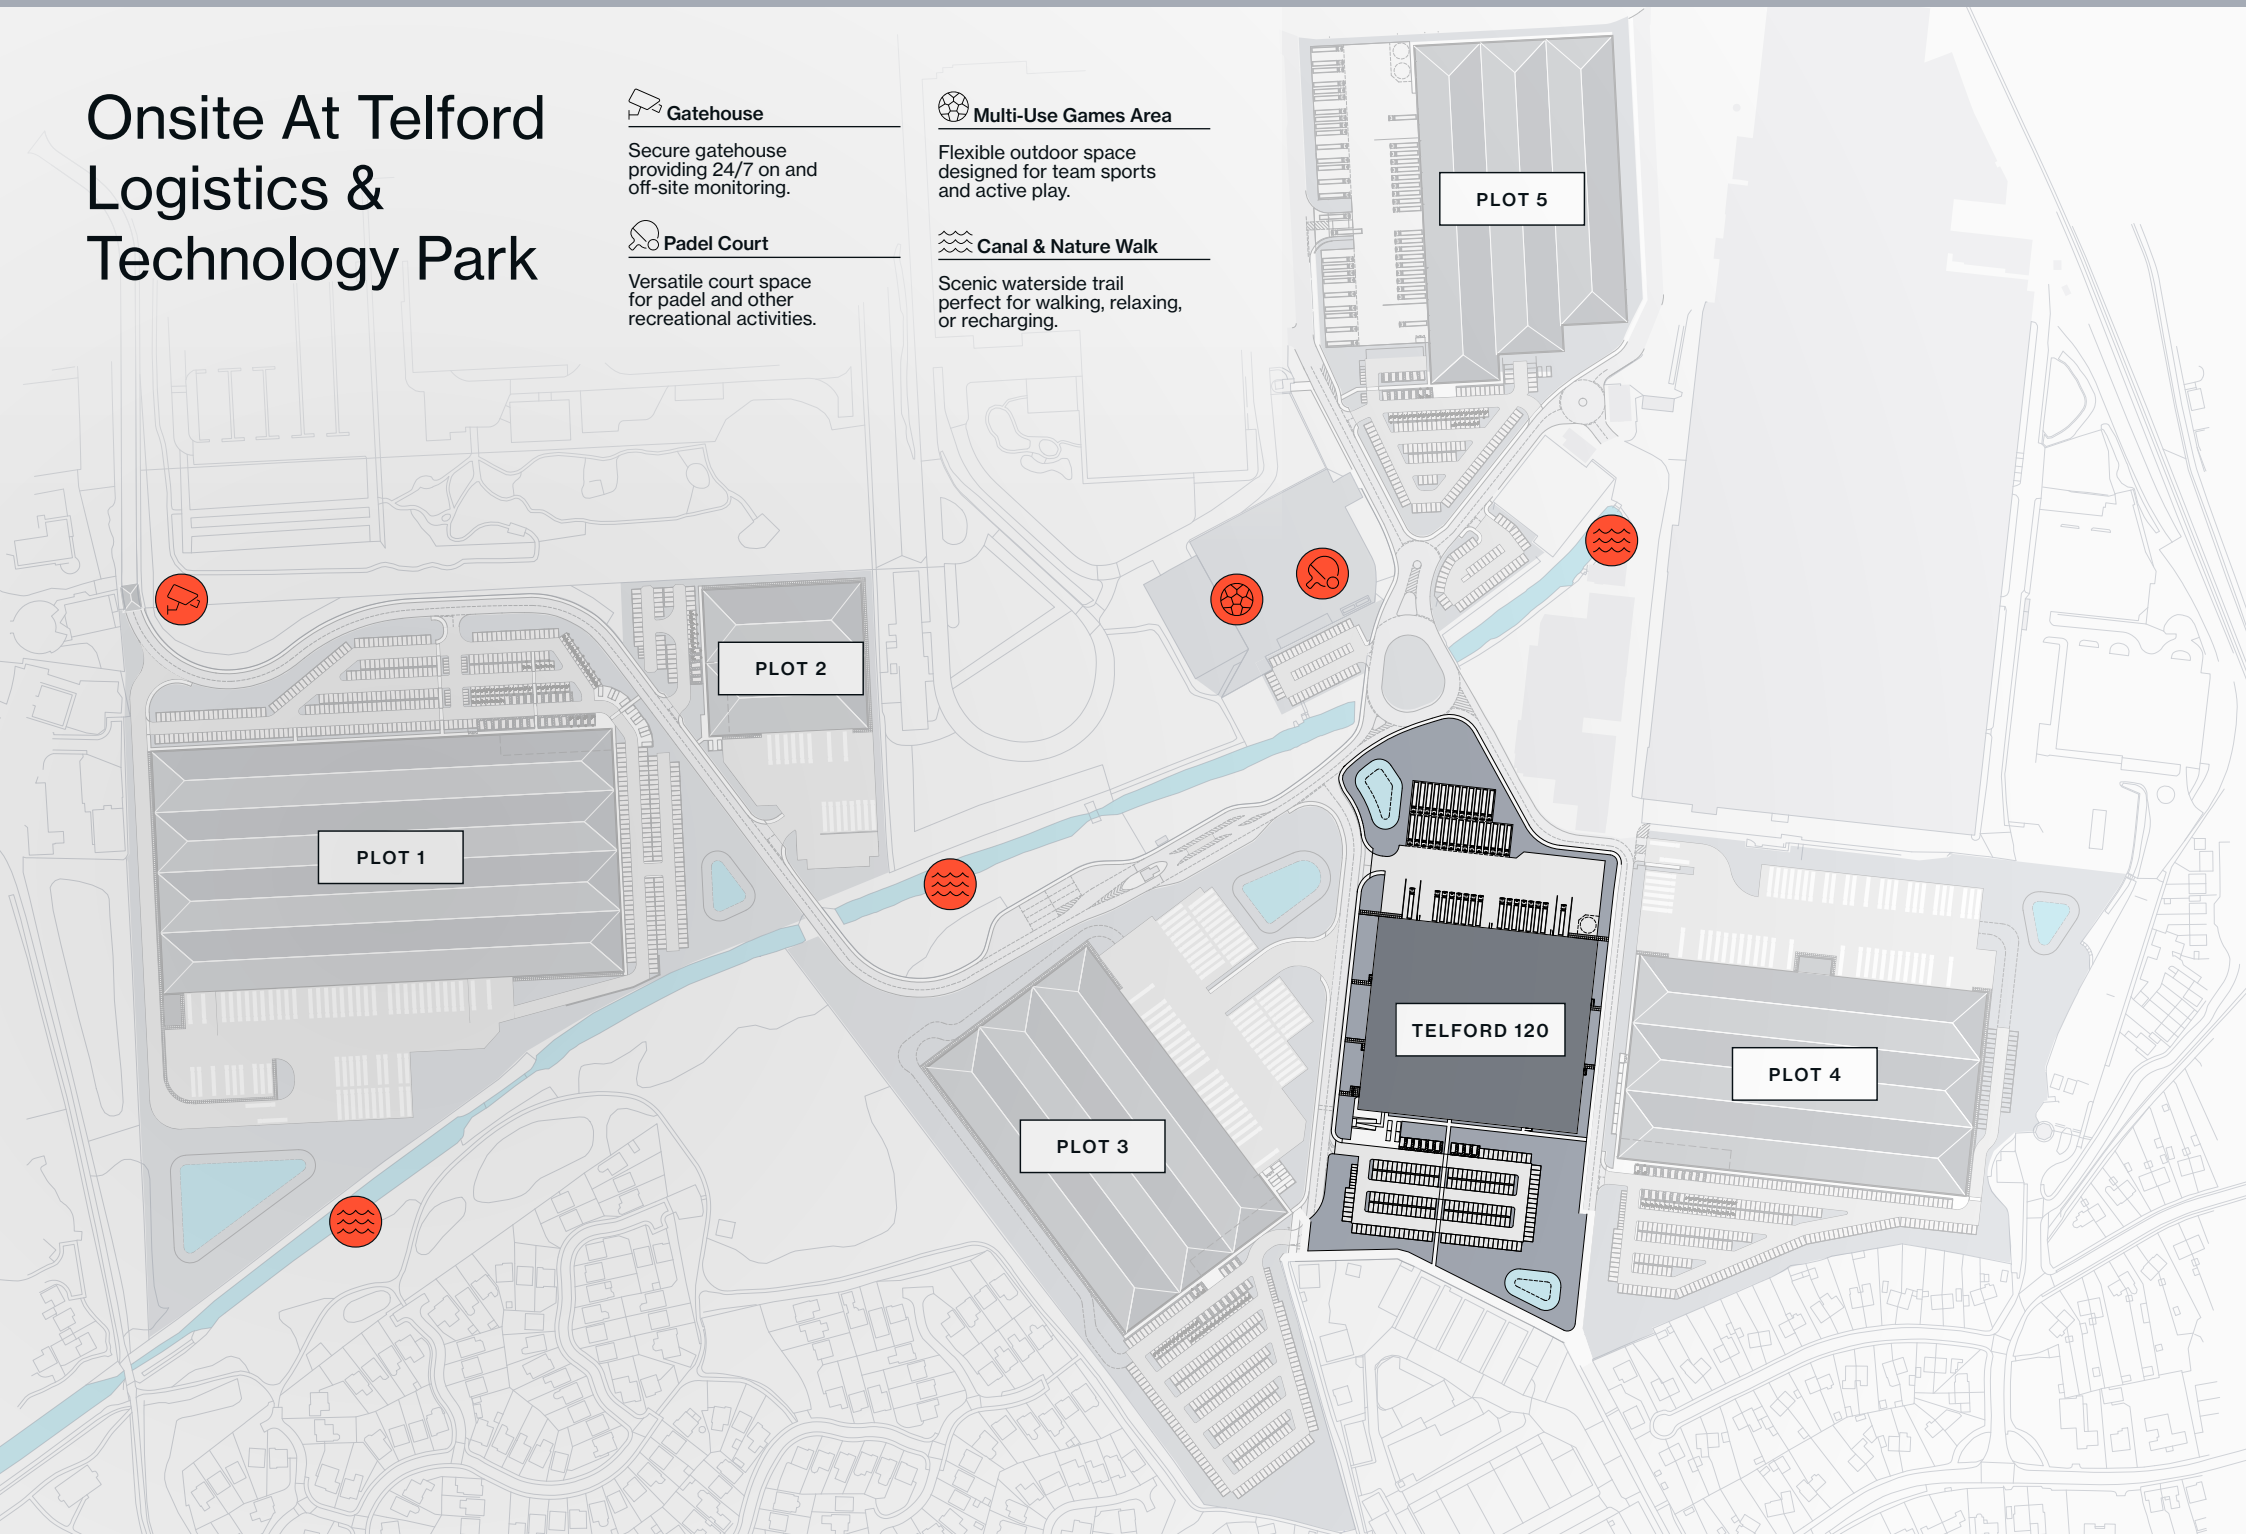 Onsite At Telford
Logistics &
Technology Park
Gatehouse
Secure gatehouse
providing 24/7 on and
off-site monitoring.
Padel Court
Versatile court space
for padel and other
recreational activities.
Multi-Use Games Area
Flexible outdoor space
designed for team sports
and active play.
Canal & Nature Walk
Scenic waterside trail
perfect for walking, relaxing,
or recharging.
PLOT 5
PLOT 2
PLOT 1
TELFORD 120
PLOT 4
PLOT 3